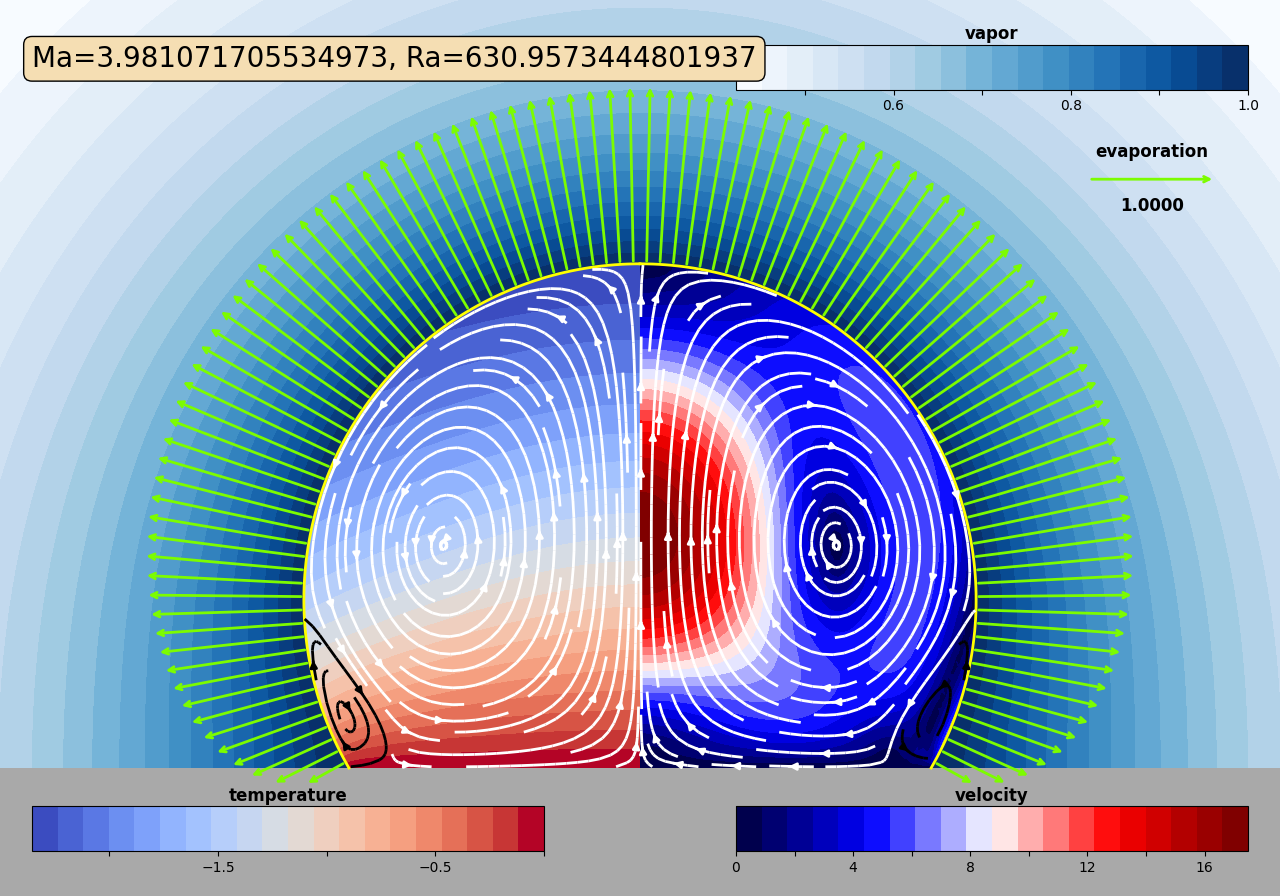 Ma=3.981071705534973, Ra=630.9573444801937
vapor
0.6 0.8 1.0
evaporation
1.0000
temperature
−1.5 −0.5
velocity
0 4 8 12 16